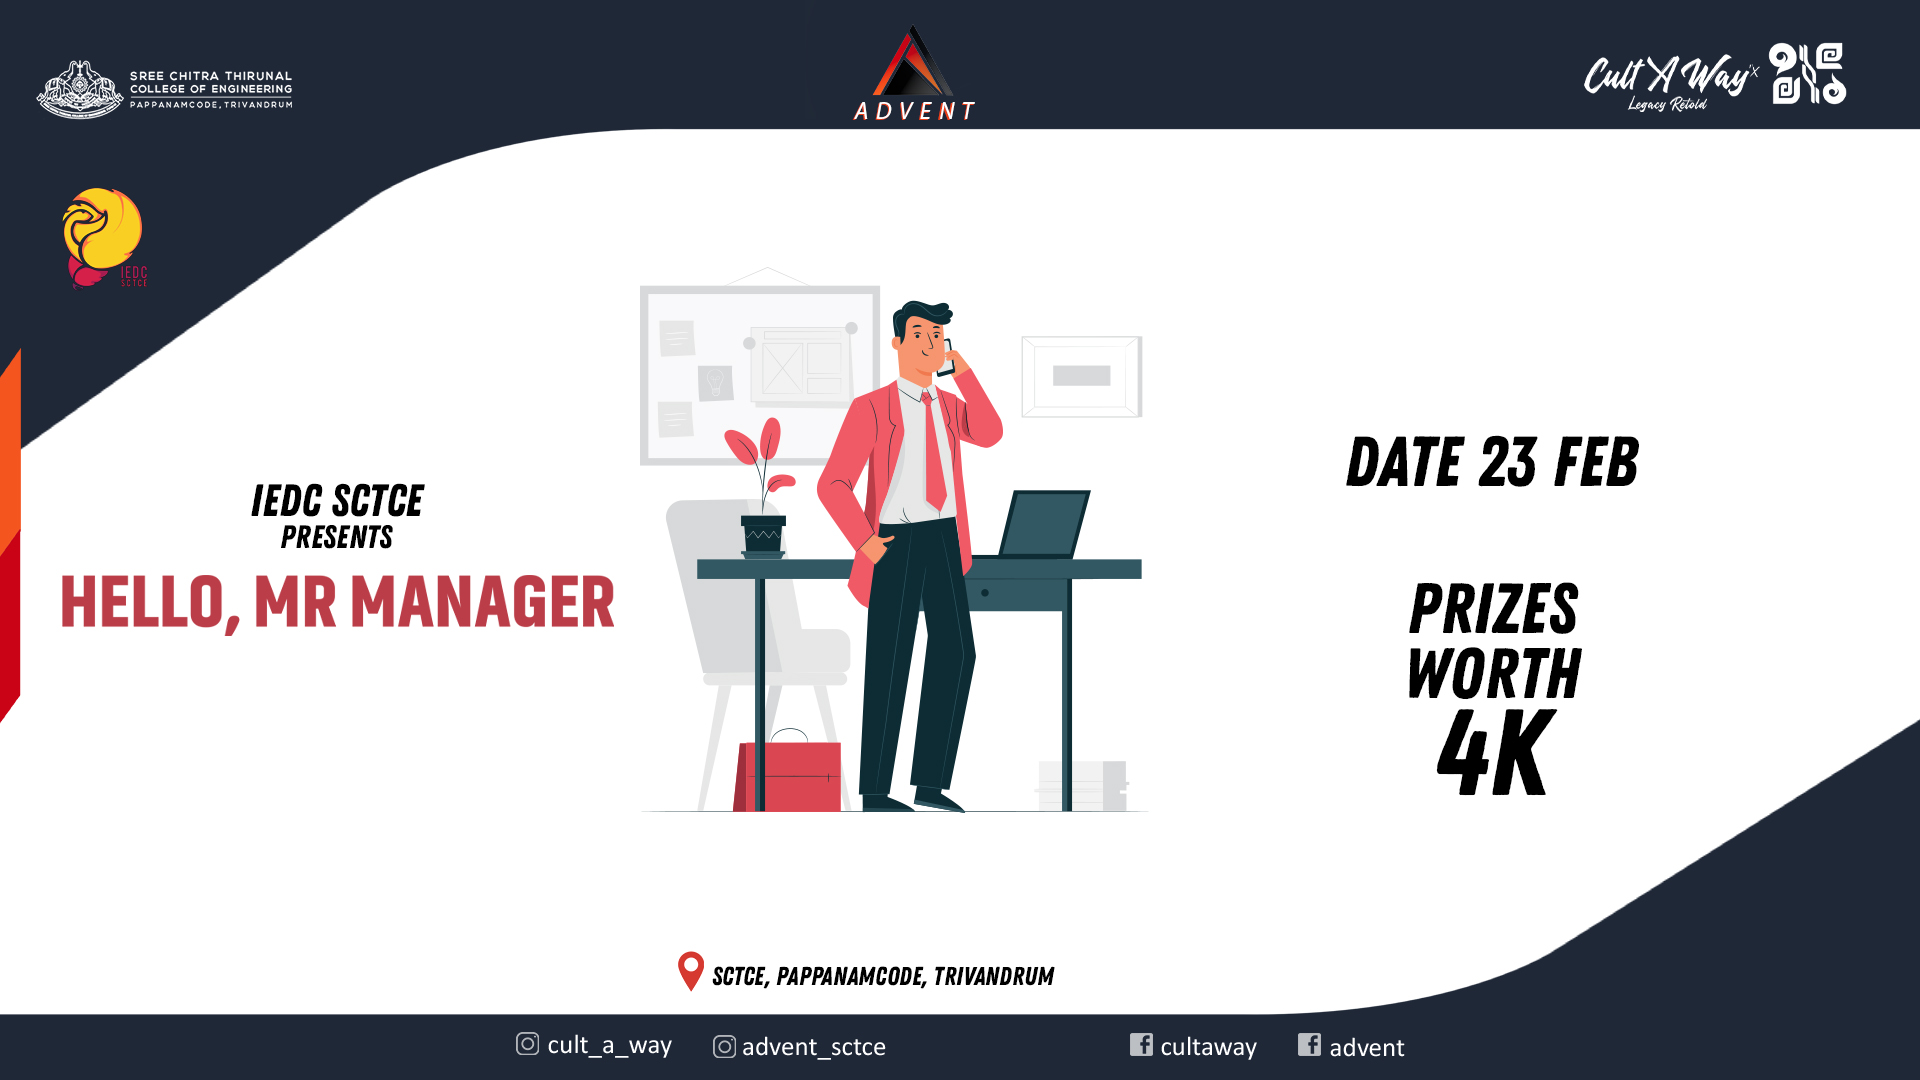 SREE CHITRA THIRUNAL
COLLEGE OF ENGINEERING
PAPPANAMCODE, TRIVANDRUM
ADVENT
Cult A Way'X
Legacy Retold
IEDC
SCTCE
IEDC SCTCE
PRESENTS
HELLO, MR MANAGER
DATE 23 FEB
PRIZES
WORTH
4K
SCTCE, PAPPANAMCODE, TRIVANDRUM
cult_a_way
advent_sctce
cultaway
advent